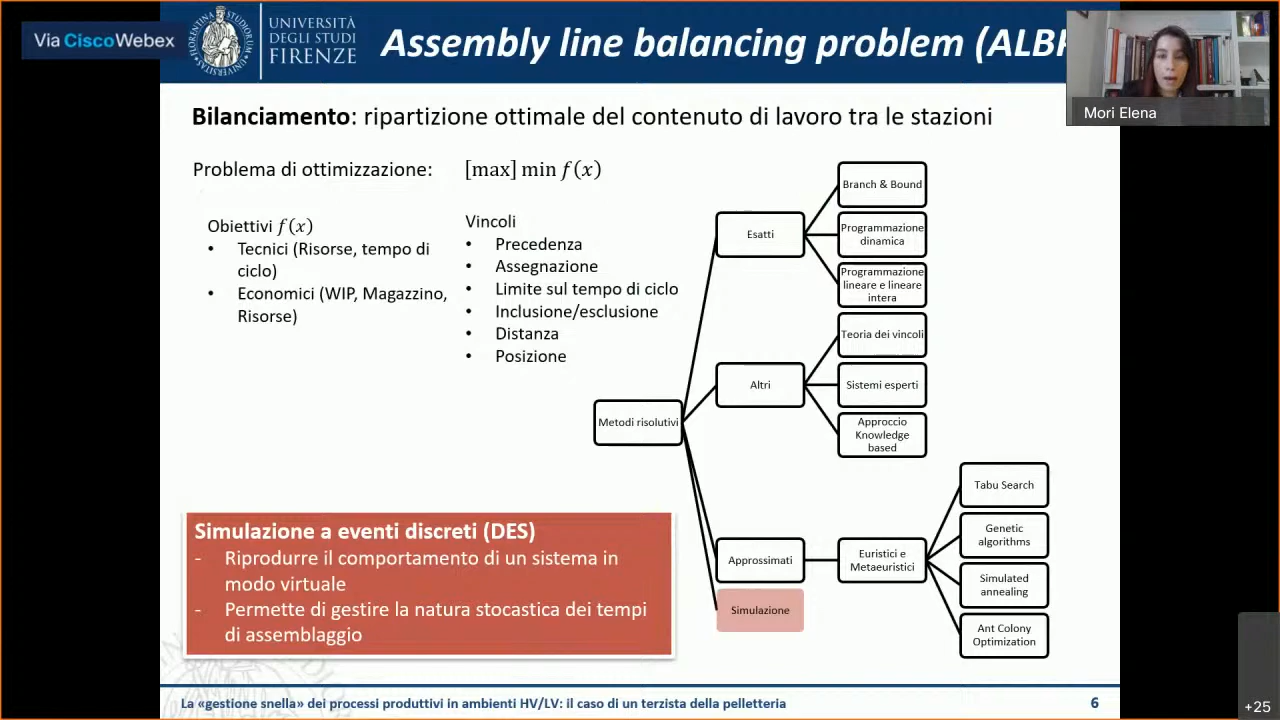 Via CiscoWebex
UNIVERSITÀ
DEGLI STUDI
FIRENZE
Assembly line balancing problem (ALBP
Mori Elena
Bilanciamento: ripartizione ottimale del contenuto di lavoro tra le stazioni
Problema di ottimizzazione: [max] min f(x)
Obiettivi f(x)
• Tecnici (Risorse, tempo di
ciclo)
• Economici (WIP, Magazzino,
Risorse)
Vincoli
• Precedenza
• Assegnazione
• Limite sul tempo di ciclo
• Inclusione/esclusione
• Distanza
• Posizione
Metodi risolutivi
Esatti
Branch & Bound
Programmazione
dinamica
Programmazione
lineare e lineare
intera
Altri
Teoria dei vincoli
Sistemi esperti
Approccio
Knowledge
based
Approssimati
Euristici e
Metaeuristici
Tabu Search
Genetic
algorithms
Simulated
annealing
Ant Colony
Optimization
Simulazione
Simulazione a eventi discreti (DES)
- Riprodurre il comportamento di un sistema in
modo virtuale
- Permette di gestire la natura stocastica dei tempi
di assemblaggio
La «gestione snella» dei processi produttivi in ambienti HV/LV: il caso di un terzista della pelletteria
6
+25